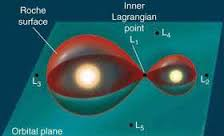 Roche
surface
Inner
Lagrangian
point
L1
L4
L3
L2
L5
Orbital plane